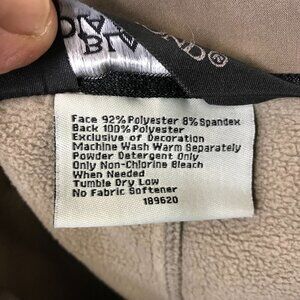 Face 92% Polyester 8% Spandex
Back 100% Polyester
Exclusive of Decoration
Machine Wash Warm Separately
Powder Detergent Only
Only Non-Chlorine Bleach
When Needed
Tumble Dry Low
No Fabric Softener
189620